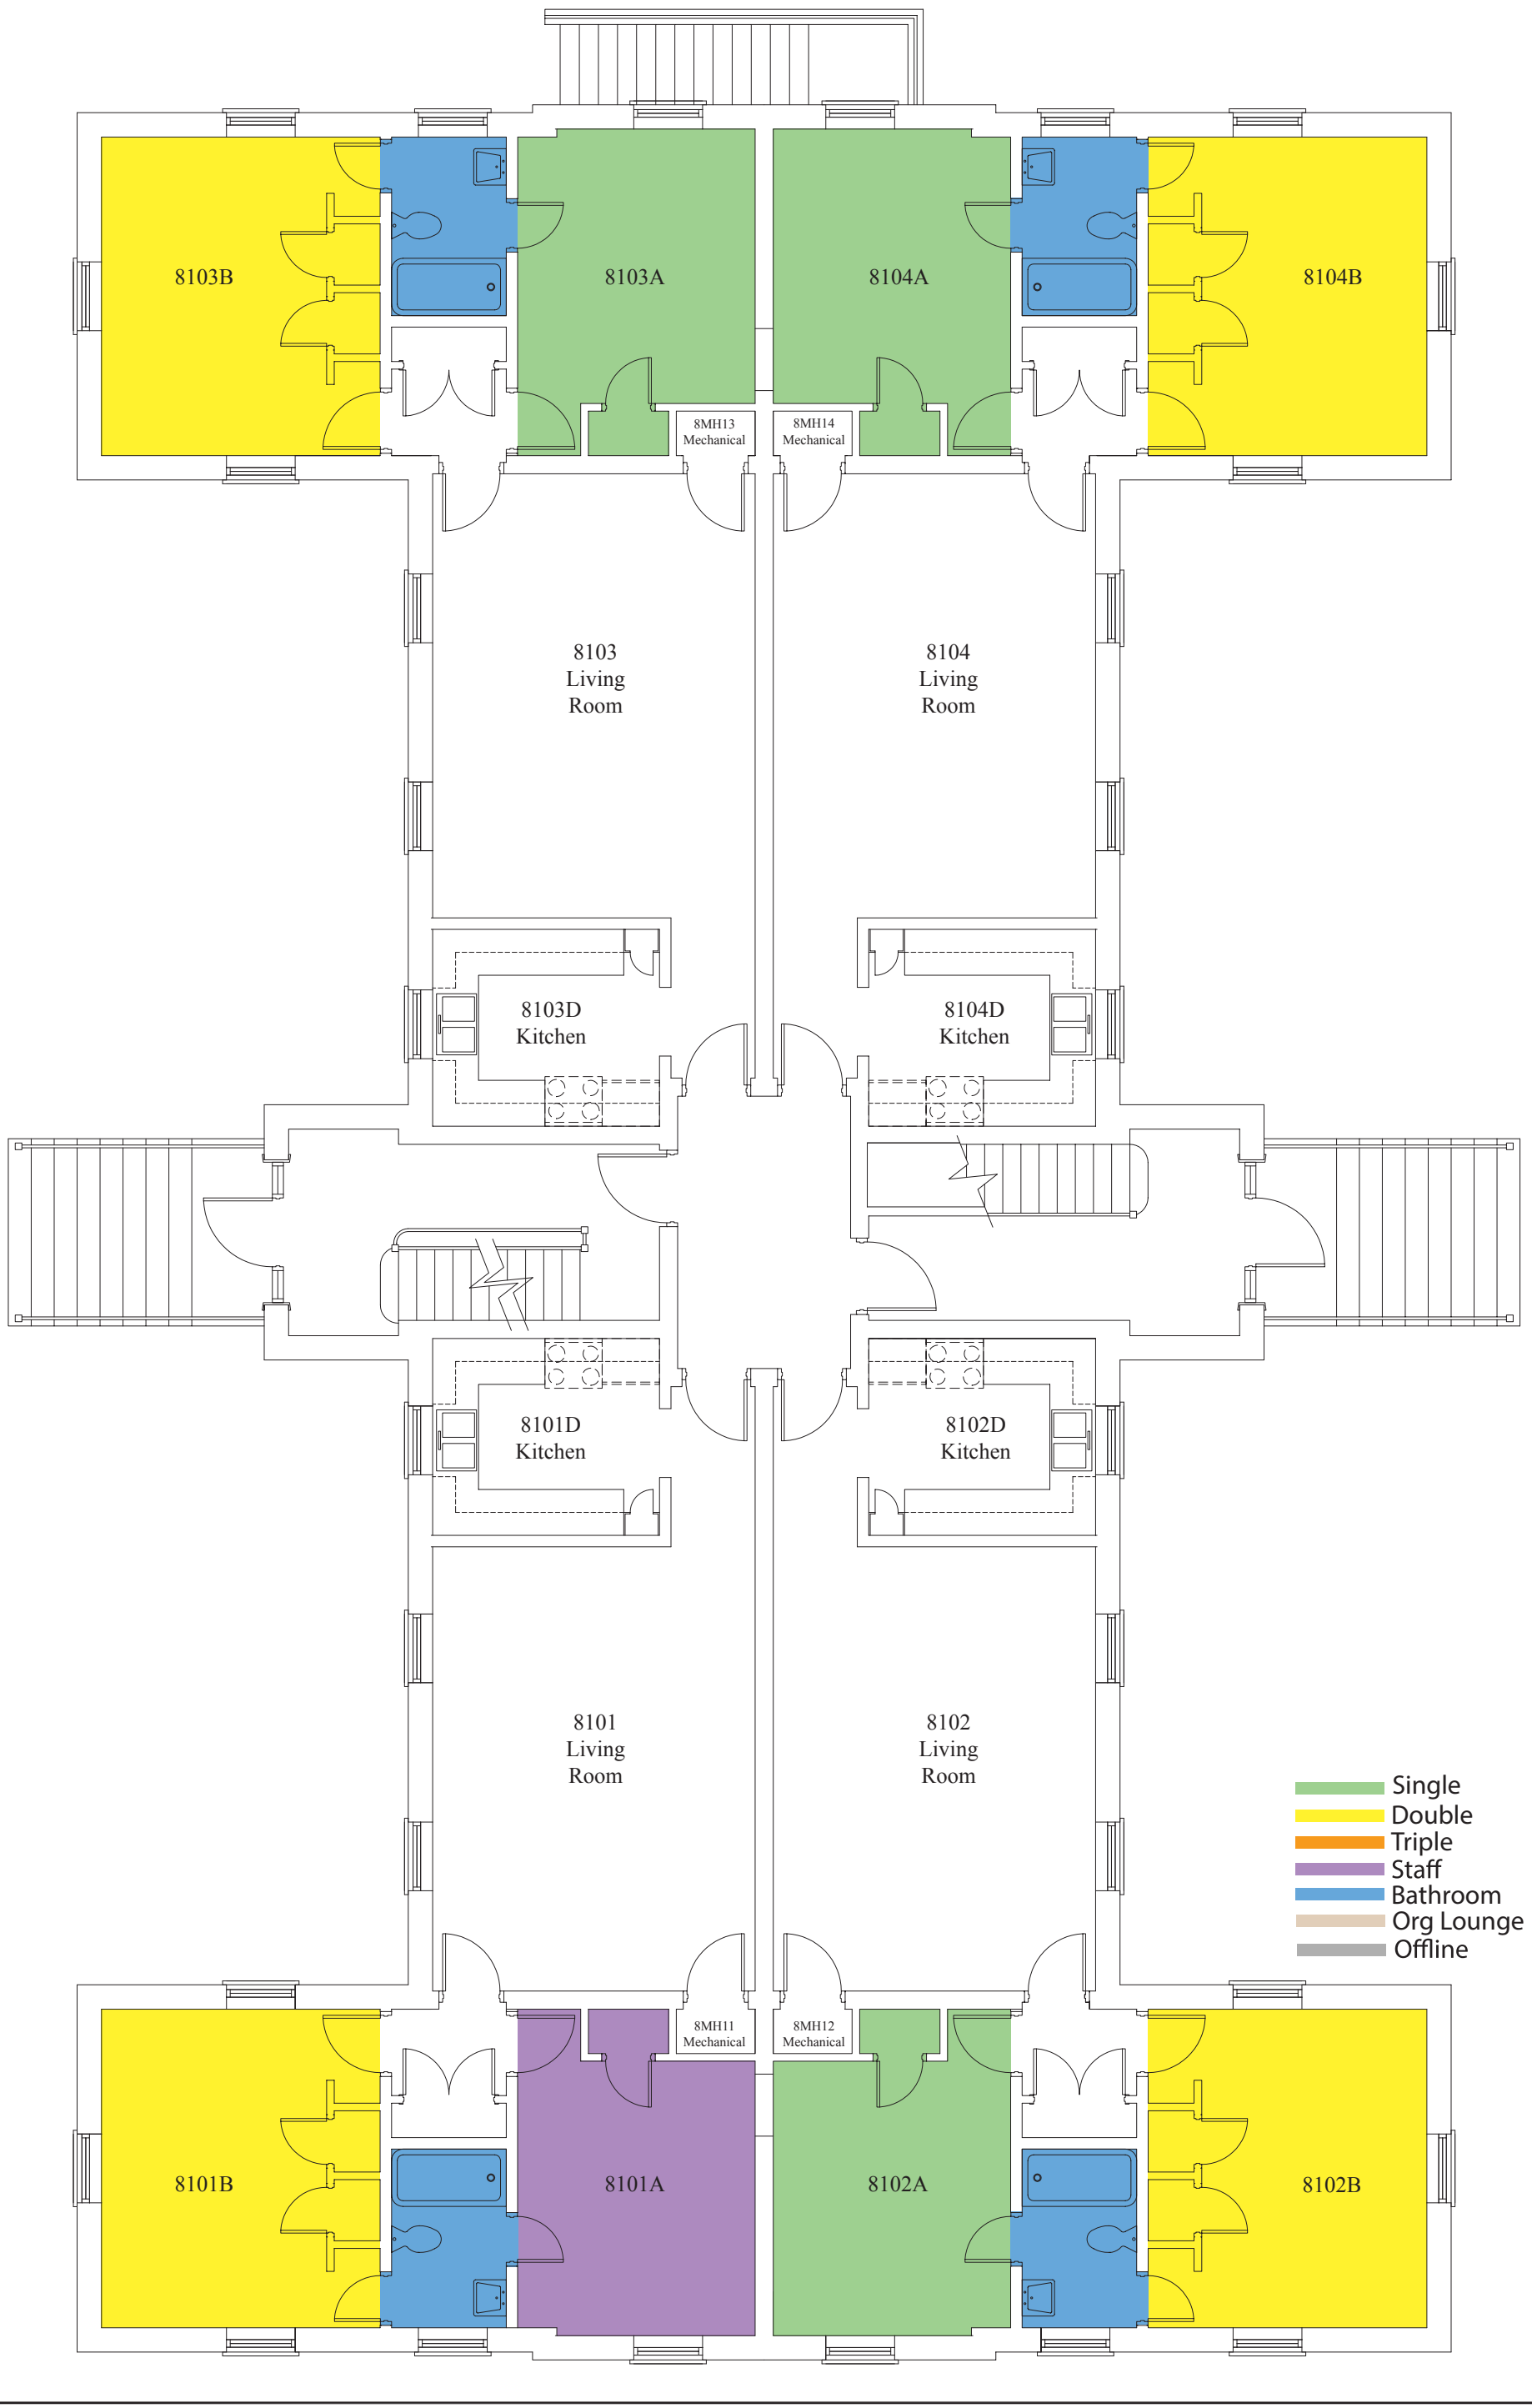 8103B
8103A
8104A
8104B
8MH13
Mechanical
8MH14
Mechanical
8103
Living
Room
8104
Living
Room
8103D
Kitchen
8104D
Kitchen
8101D
Kitchen
8102D
Kitchen
8101
Living
Room
8102
Living
Room
Single
Double
Triple
Staff
Bathroom
Org Lounge
Offline
8MH11
Mechanical
8MH12
Mechanical
8101B
8101A
8102A
8102B